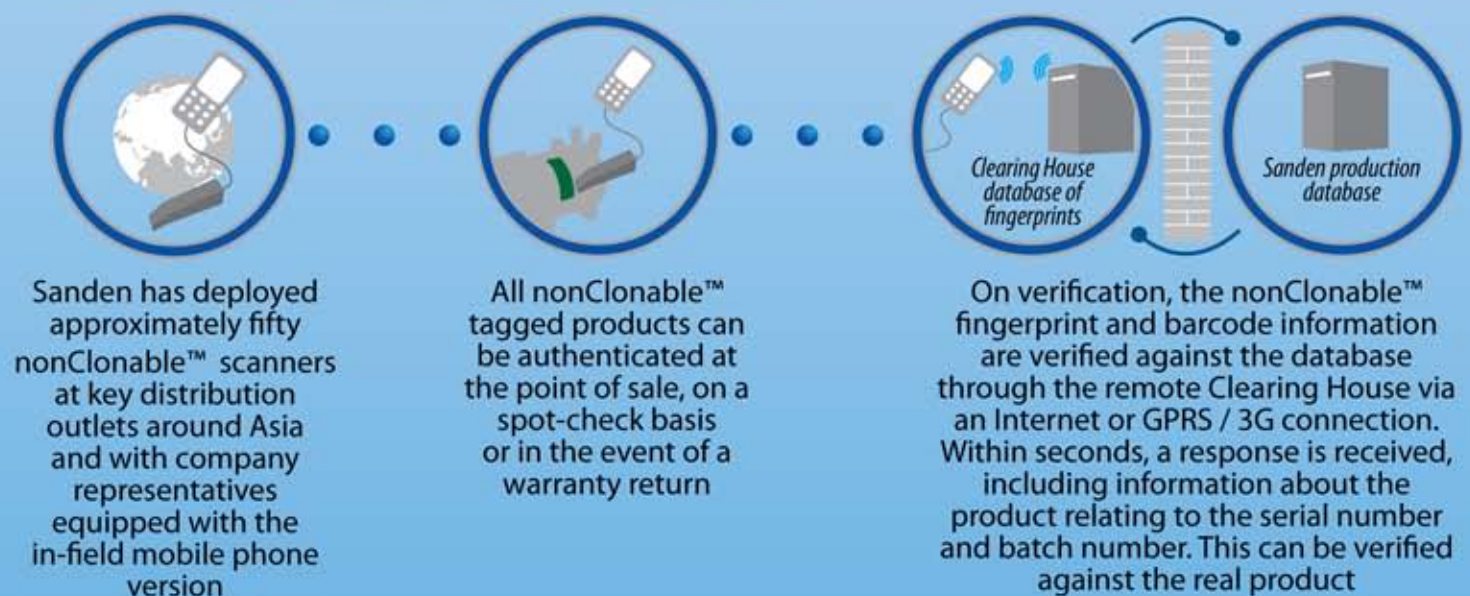 Clearing House
database of
fingerprints
Sanden production
database
Sanden has deployed
approximately fifty
nonClonable™ scanners
at key distribution
outlets around Asia
and with company
representatives
equipped with the
in-field mobile phone
version
All nonClonable™
tagged products can
be authenticated at
the point of sale, on a
spot-check basis
or in the event of a
warranty return
On verification, the nonClonable™
fingerprint and barcode information
are verified against the database
through the remote Clearing House via
an Internet or GPRS / 3G connection.
Within seconds, a response is received,
including information about the
product relating to the serial number
and batch number. This can be verified
against the real product